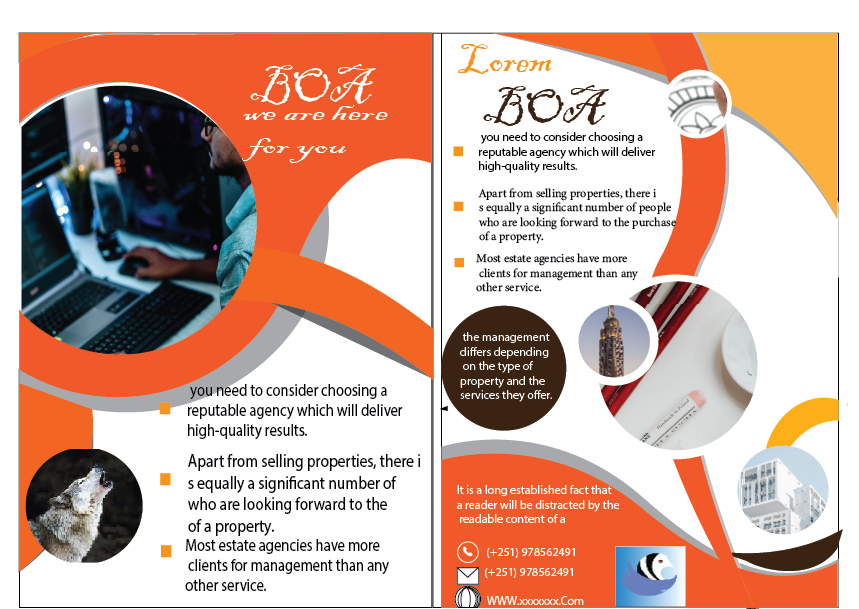 BOA
we are here
for you
you need to consider choosing a
reputable agency which will deliver
high-quality results.
Apart from selling properties, there i
s equally a significant number of
who are looking forward to the
of a property.
Most estate agencies have more
clients for management than any
other service.
Lorem
BOA
you need to consider choosing a
reputable agency which will deliver
high-quality results.
Apart from selling properties, there i
s equally a significant number of people
who are looking forward to the purchase
of a property.
Most estate agencies have more
clients for management than any
other service.
the management
differs depending
on the type of
property and the
services they offer.
It is a long established fact that
a reader will be distracted by the
readable content of a
(+251) 978562491
(+251) 978562491
WWW.xxxxxxx.Com